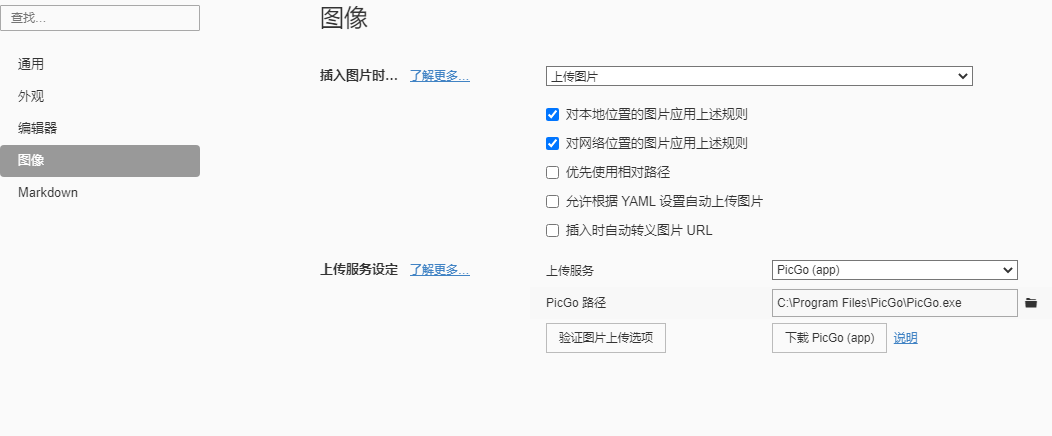 查找...
通用
外观
编辑器
图像
Markdown
图像
插入图片时... 了解更多... 上传图片
对本地位置的图片应用上述规则
对网络位置的图片应用上述规则
优先使用相对路径
允许根据 YAML 设置自动上传图片
插入时自动转义图片 URL
上传服务设定 了解更多... 上传服务 PicGo (app)
PicGo 路径 C:\Program Files\PicGo\PicGo.exe
验证图片上传选项 下载 PicGo (app) 说明